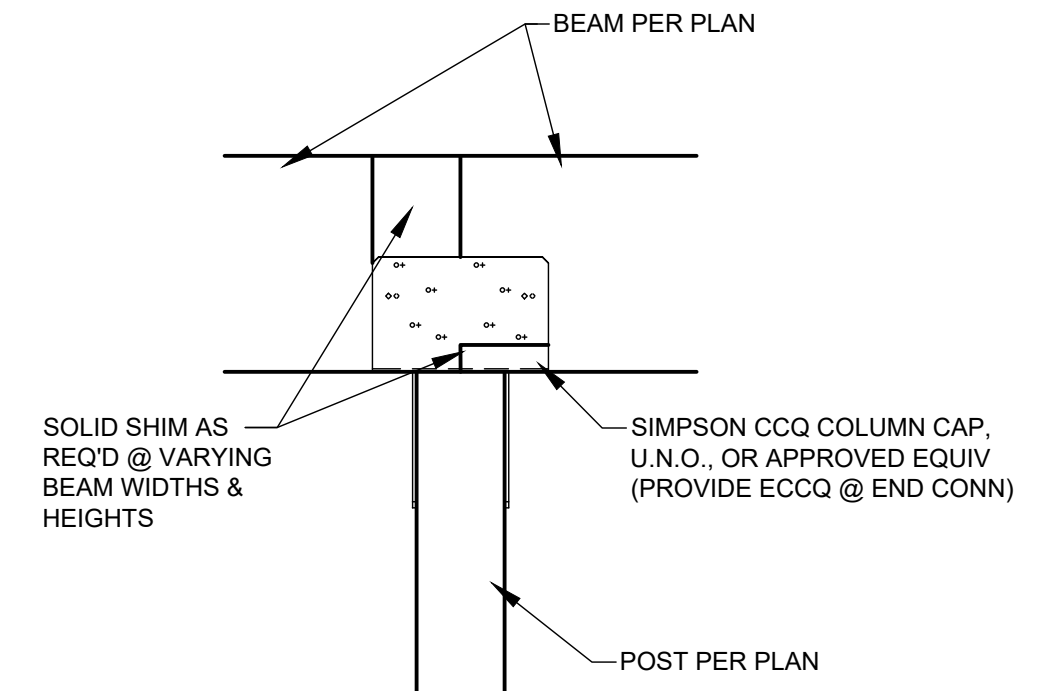 BEAM PER PLAN
SOLID SHIM AS
REQ'D @ VARYING
BEAM WIDTHS &
HEIGHTS
SIMPSON CCQ COLUMN CAP,
U.N.O., OR APPROVED EQUIV
(PROVIDE ECCQ @ END CONN)
POST PER PLAN